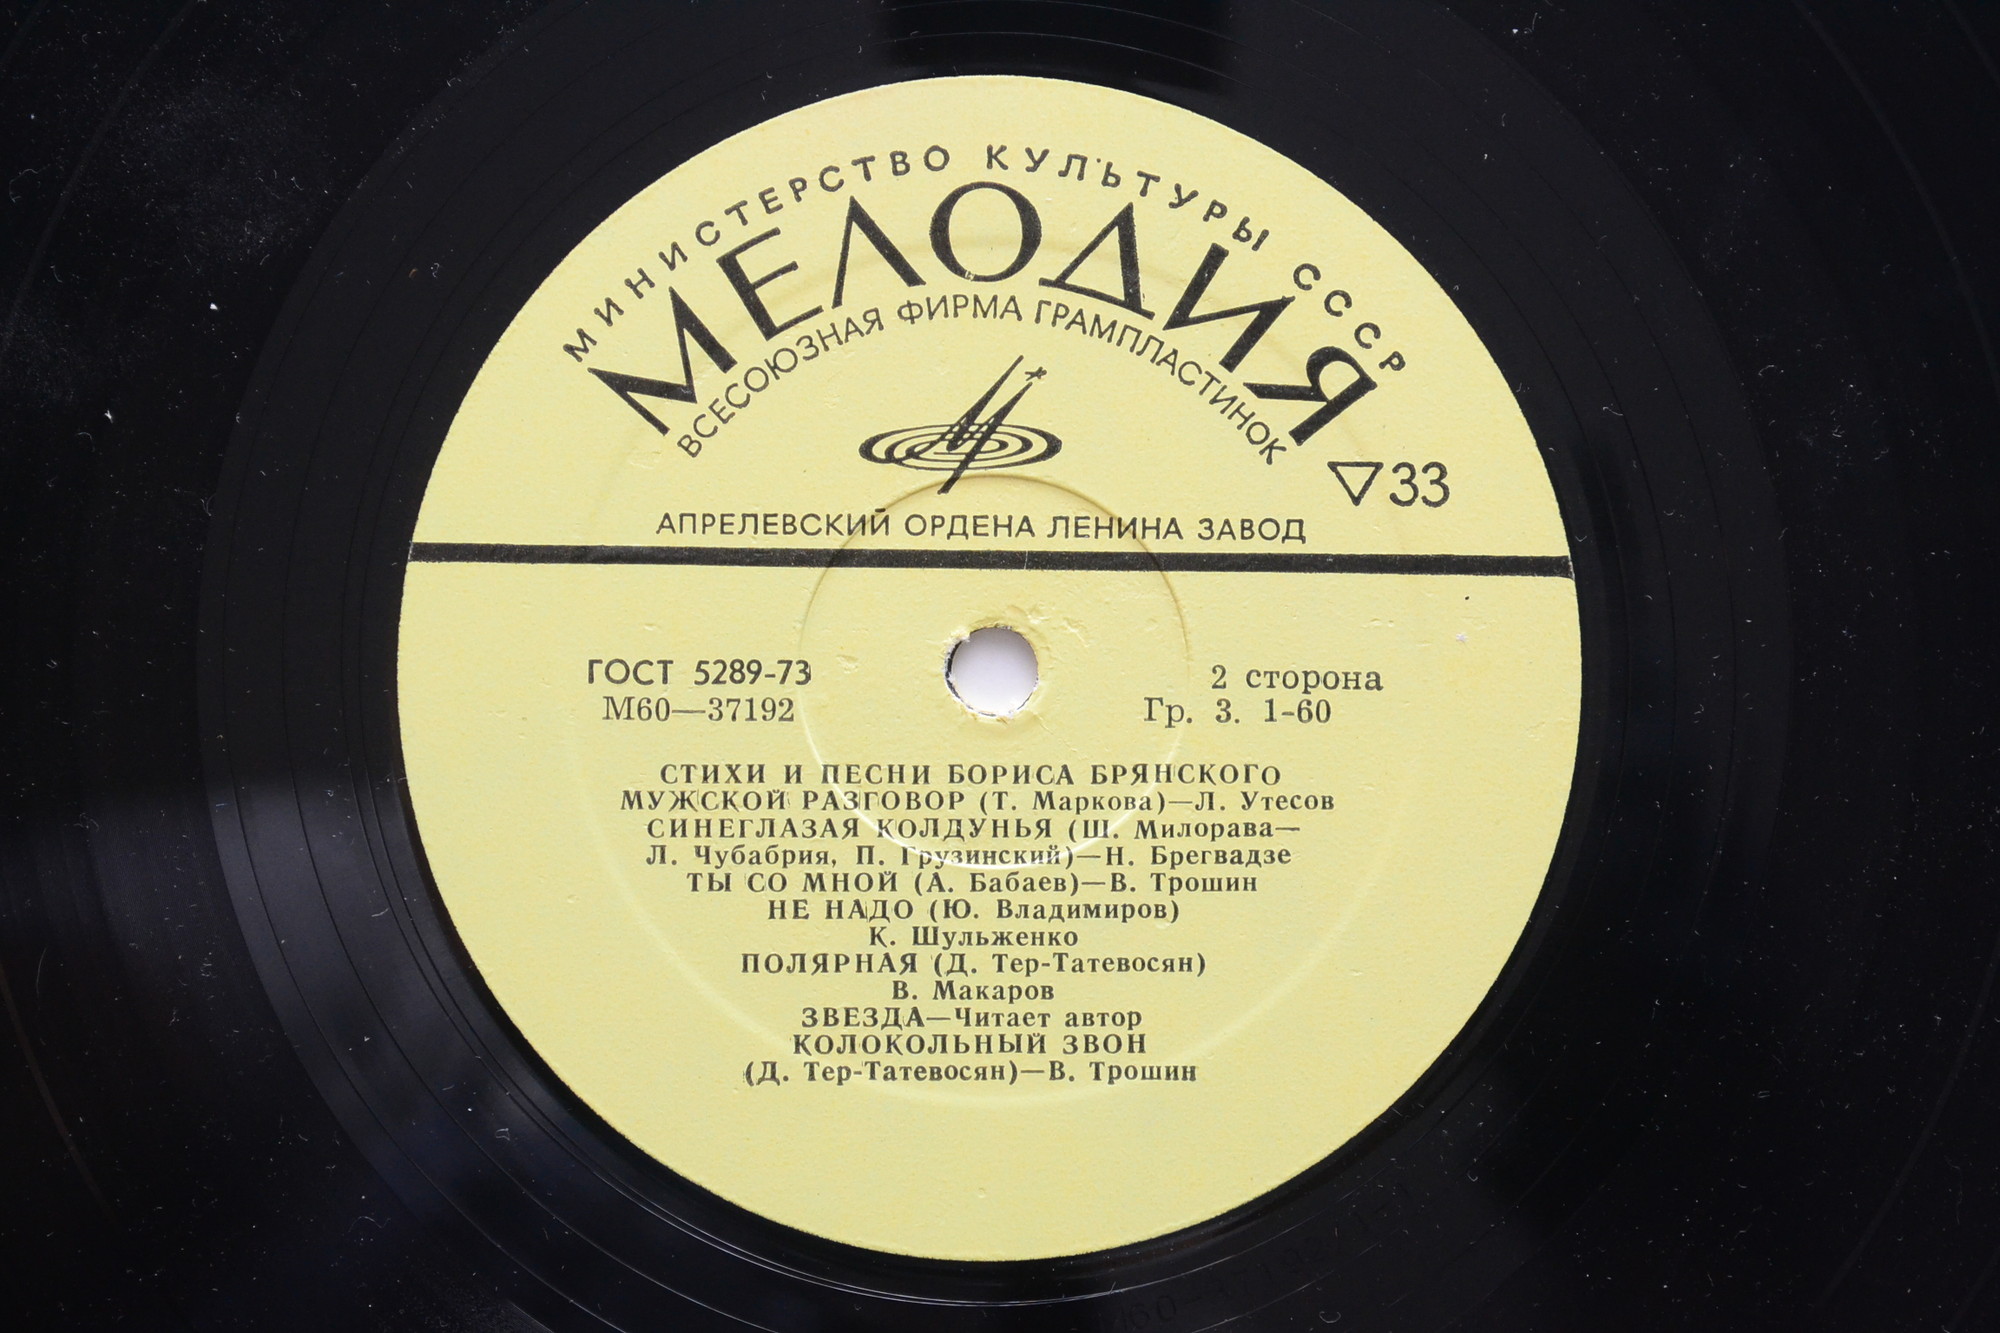 МИНИСТЕРСТВО КУЛЬТУРЫ СССР
МЕЛОДИЯ
ВСЕСОЮЗНАЯ ФИРМА ГРАМПЛАСТИНОК
▽33
АПРЕЛЕВСКИЙ ОРДЕНА ЛЕНИНА ЗАВОД
ГОСТ 5289-73
М60—37192
2 сторона
Гр. 3. 1-60
СТИХИ И ПЕСНИ БОРИСА БРЯНСКОГО
МУЖСКОЙ РАЗГОВОР (Т. Маркова)—Л. Утесов
СИНЕГЛАЗАЯ КОЛДУНЬЯ (Ш. Милорава—
Л. Чубабрия, П. Грузинский)—Н. Брегвадзе
ТЫ СО МНОЙ (А. Бабаев)—В. Трошин
НЕ НАДО (Ю. Владимиров)
К. Шульженко
ПОЛЯРНАЯ (Д. Тер-Татевосян)
В. Макаров
ЗВЕЗДА—Читает автор
КОЛОКОЛЬНЫЙ ЗВОН
(Д. Тер-Татевосян)—В. Трошин